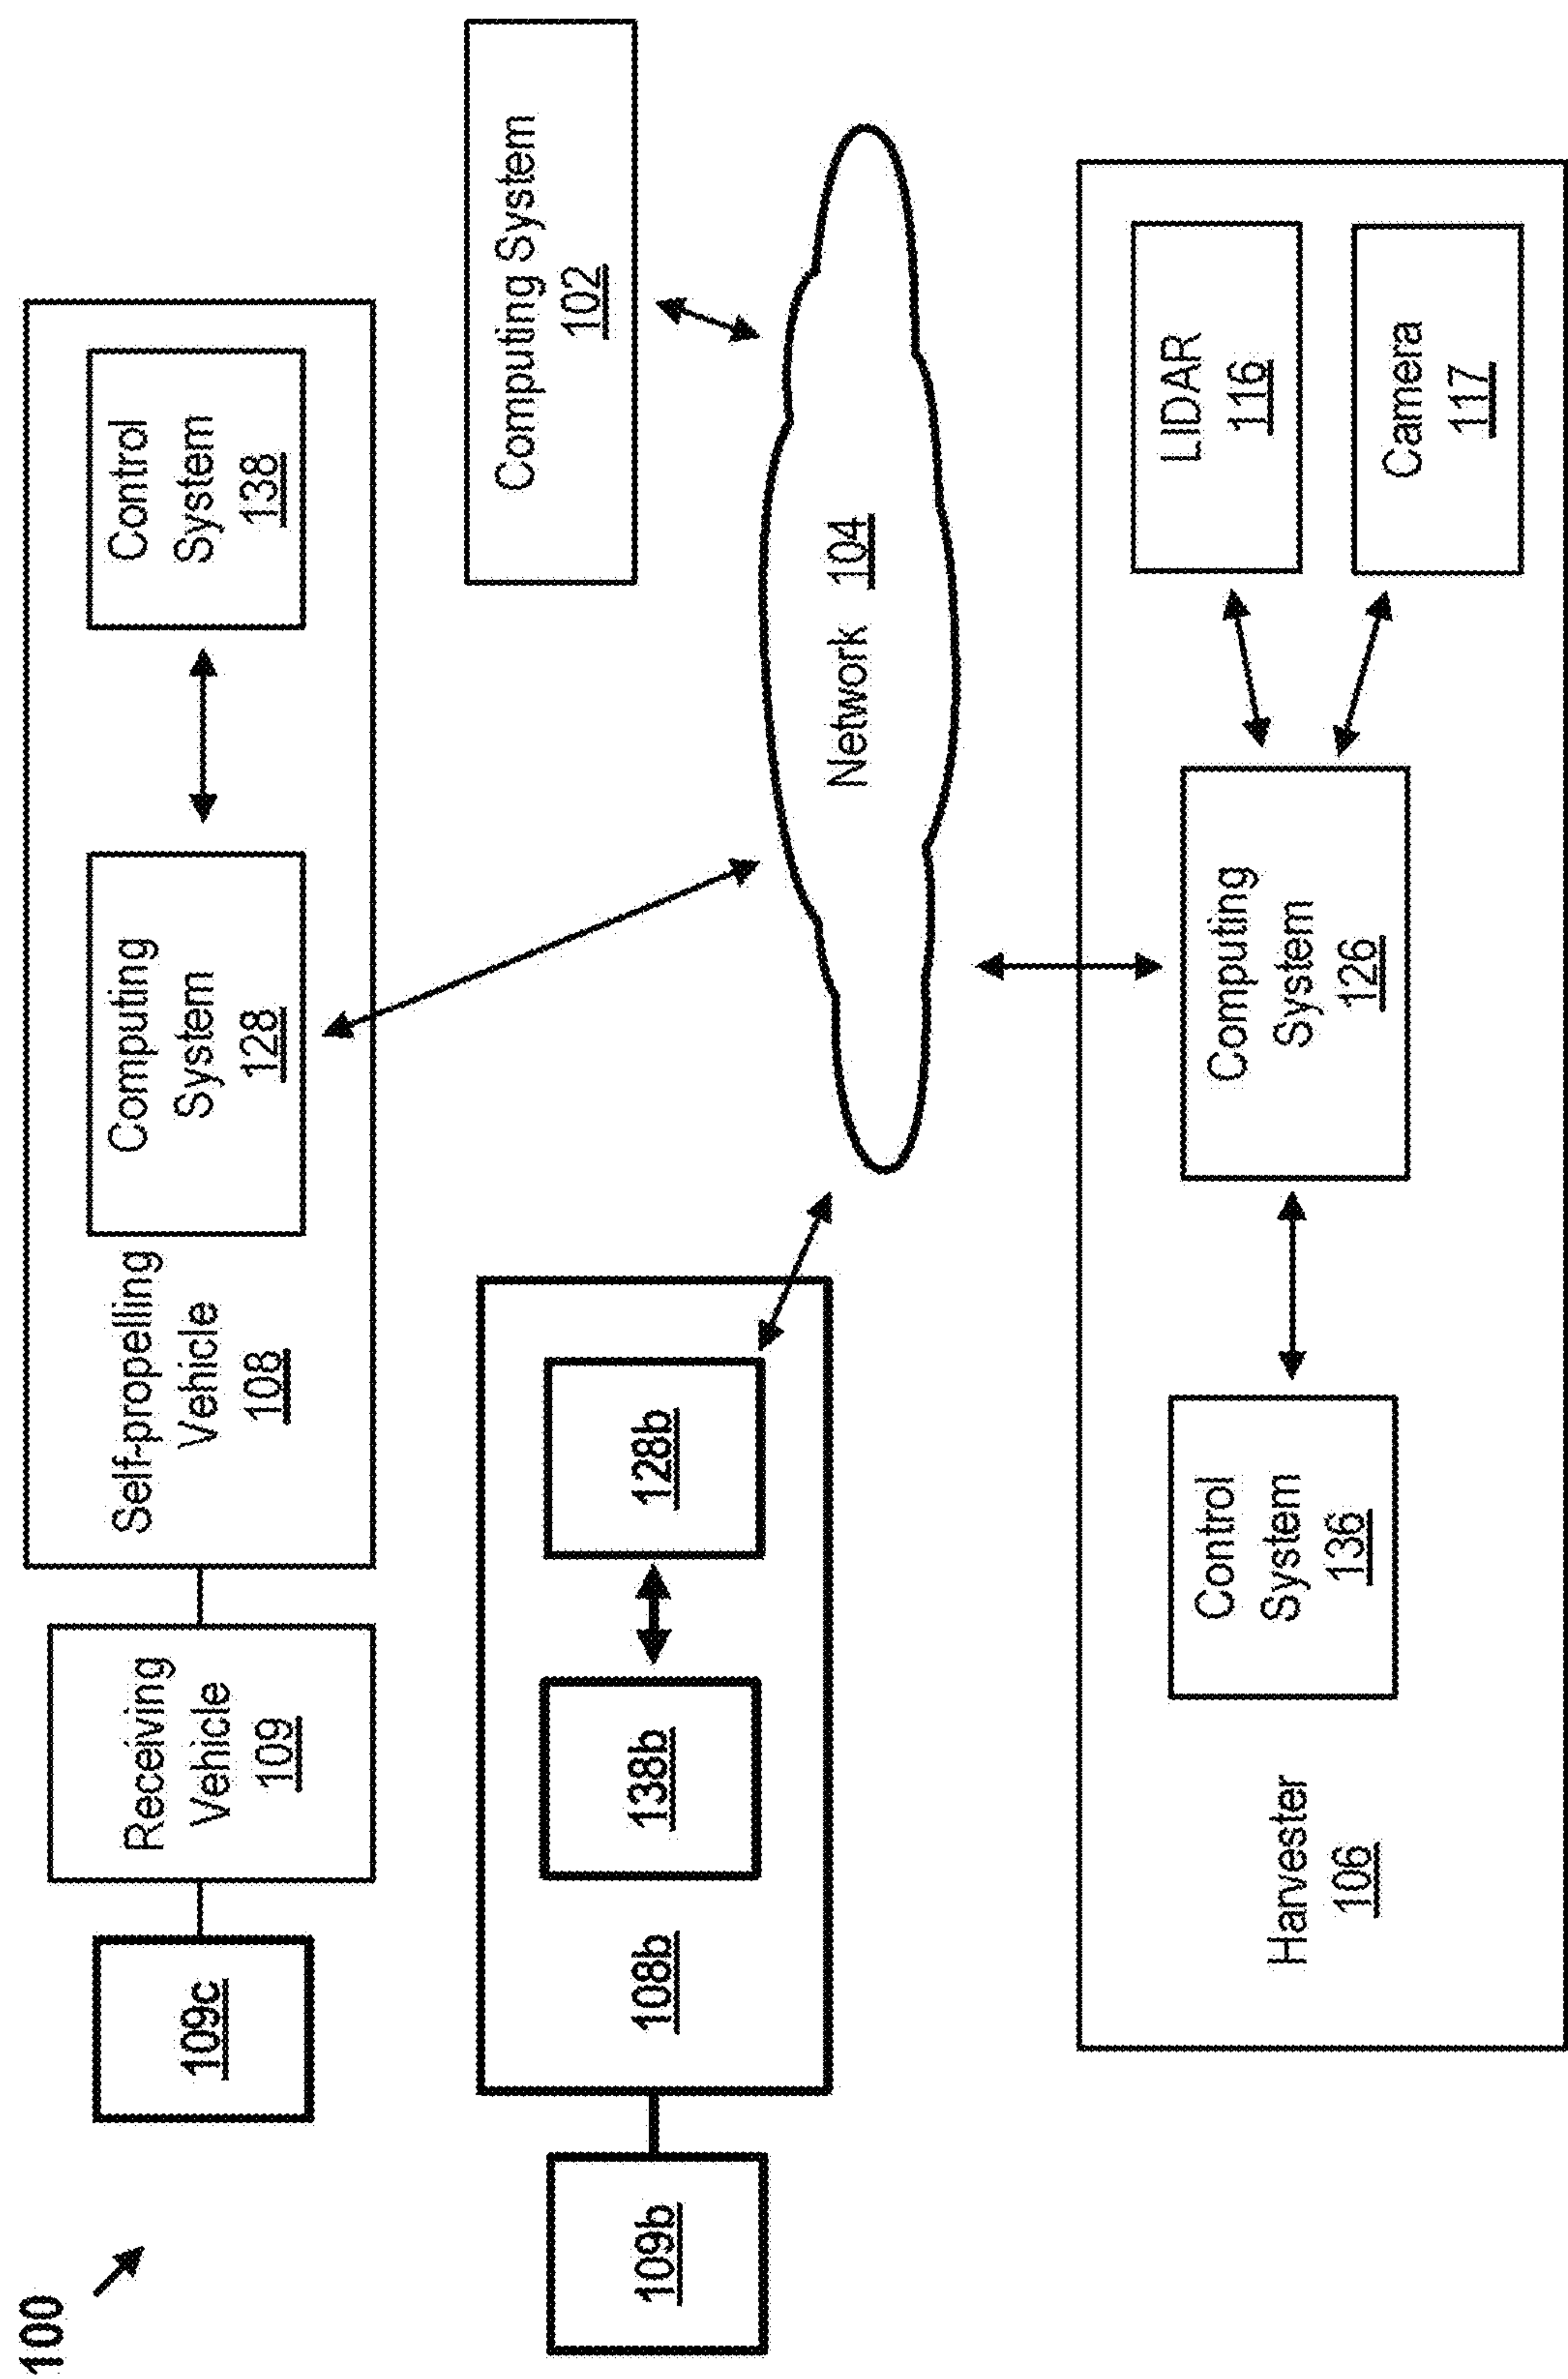 100
109c
Receiving
Vehicle
109
Self-propelling
Vehicle
108
Computing
System
128
Control
System
138
109b
108b
138b
128b
Computing System
102
Network 104
Harvester
106
Control
System
136
Computing
System
126
LIDAR
116
Camera
117